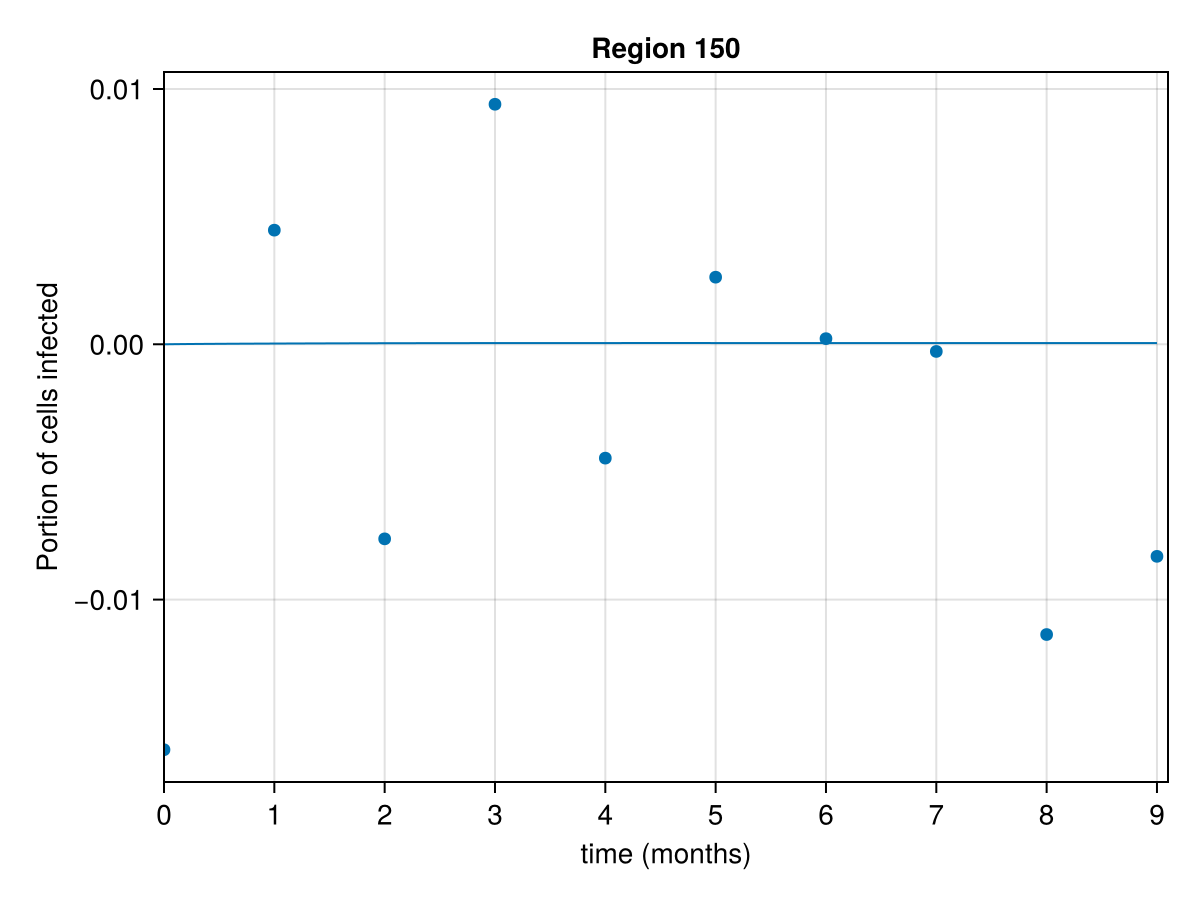 Region 150
0.01
0.00
−0.01
Portion of cells infected
0 1 2 3 4 5 6 7 8 9
time (months)